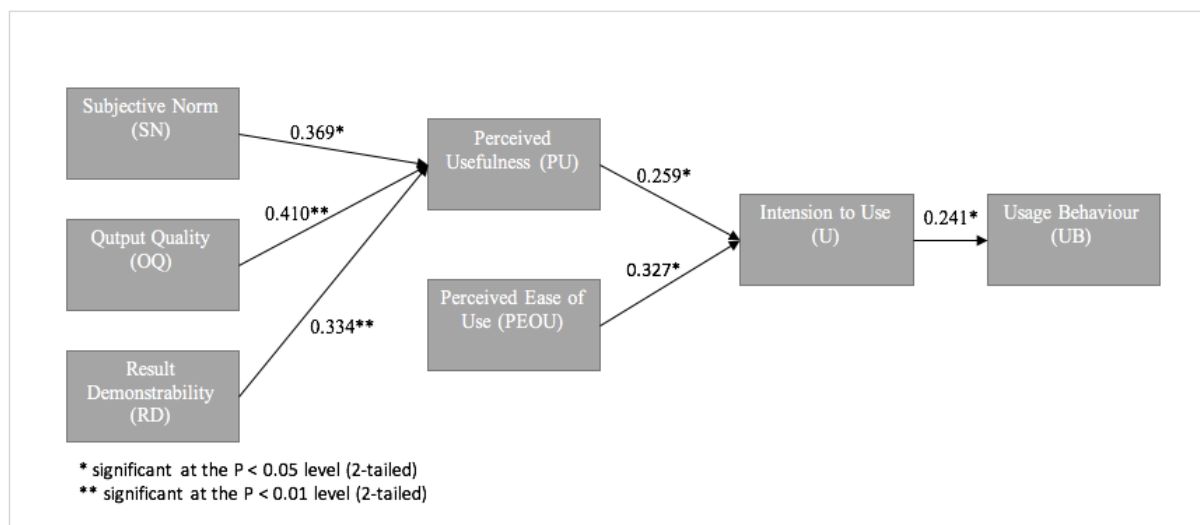 Subjective Norm
(SN)
0.369*
Qutput Quality
(OQ)
0.410**
Result
Demonstrability
(RD)
0.334**
Perceived
Usefulness (PU)
0.259*
Perceived Ease of
Use (PEOU)
0.327*
Intension to Use
(U)
0.241*
Usage Behaviour
(UB)
* significant at the P < 0.05 level (2-tailed)
** significant at the P < 0.01 level (2-tailed)